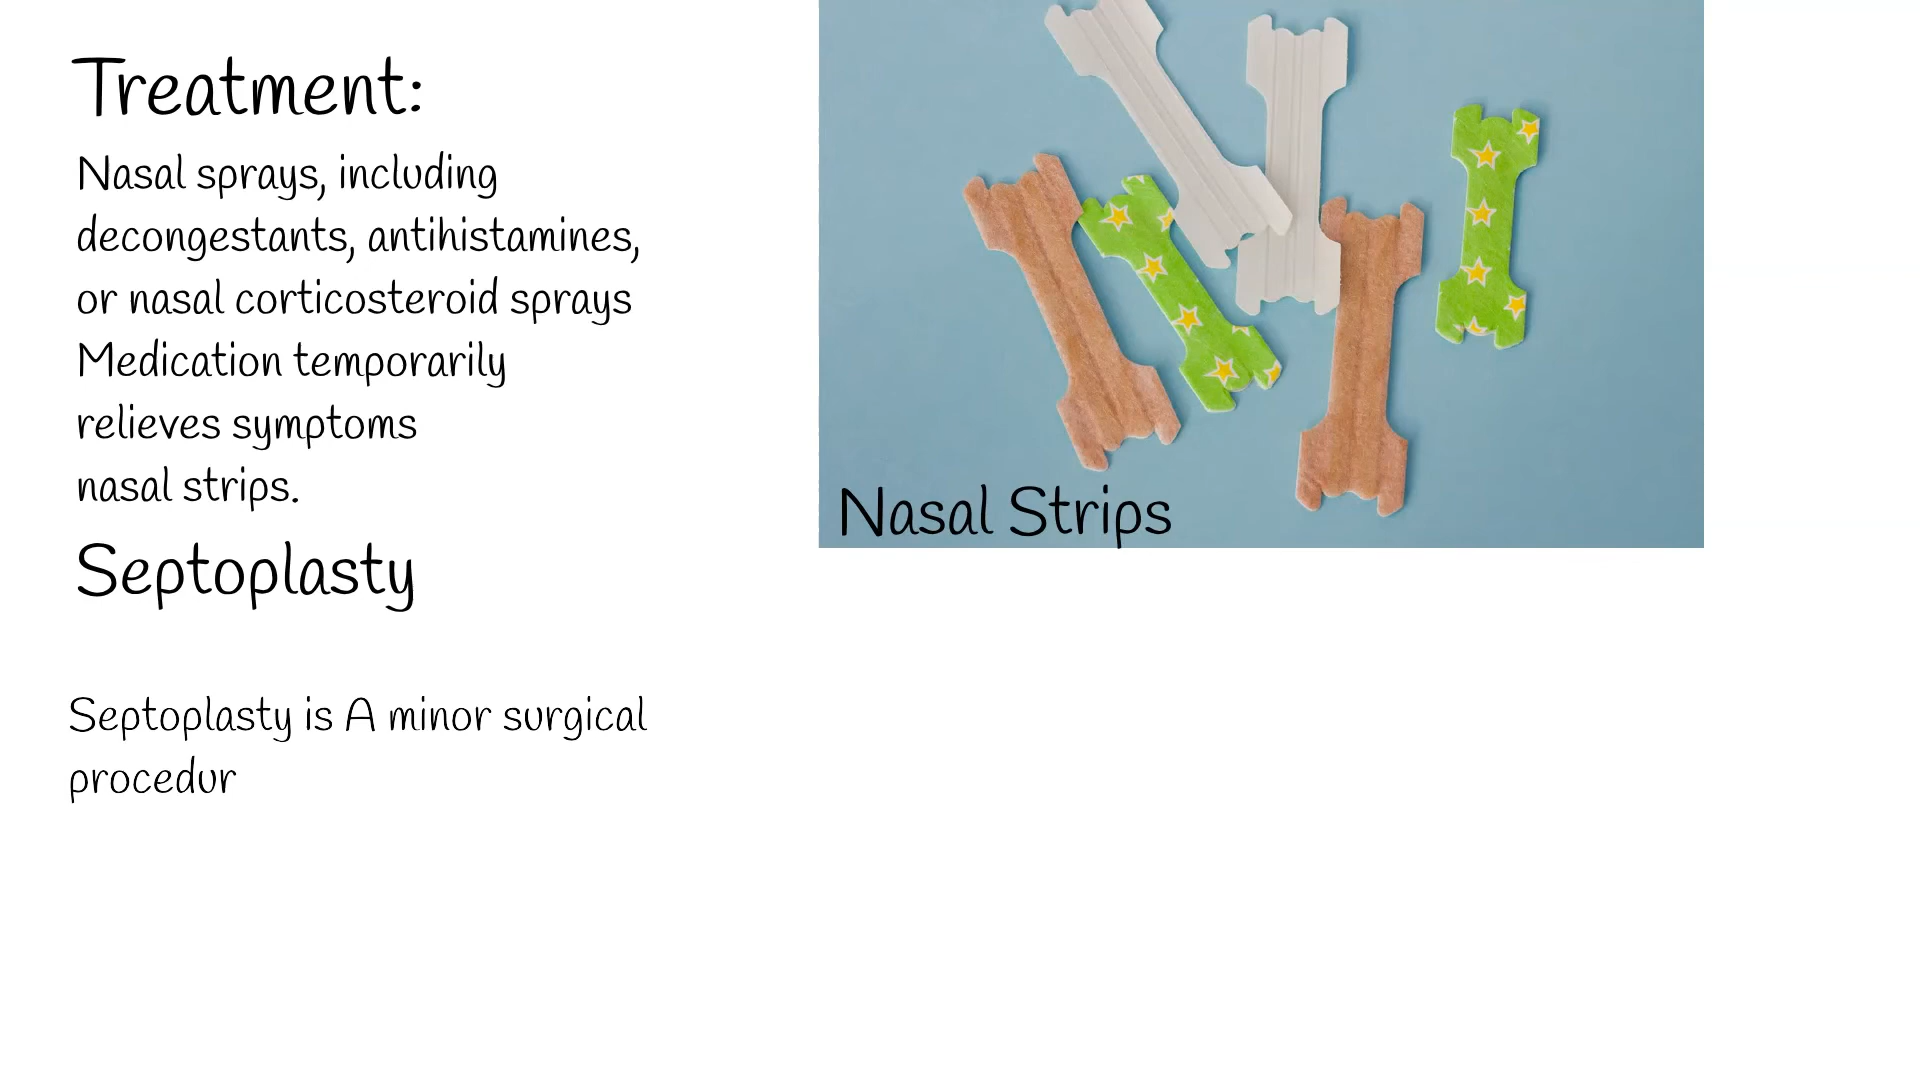 Treatment:
Nasal sprays, including
decongestants, antihistamines,
or nasal corticosteroid sprays
Medication temporarily
relieves symptoms
nasal strips.
Septoplasty
Septoplasty is A minor surgical
procedur
Nasal Strips